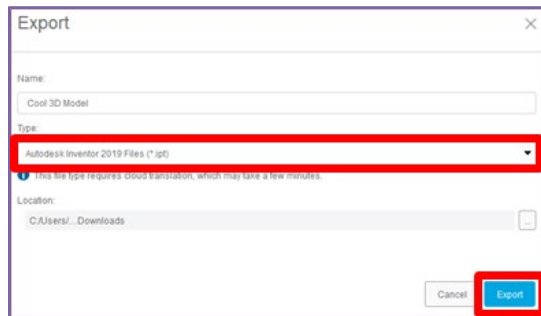 Export
Name:
Cool 3D Model
Type:
Autodesk Inventor 2019 Files (*.ipt)
This file type requires cloud translation, which may take a few minutes.
Location:
C:/Users/...Downloads
...
Cancel
Export